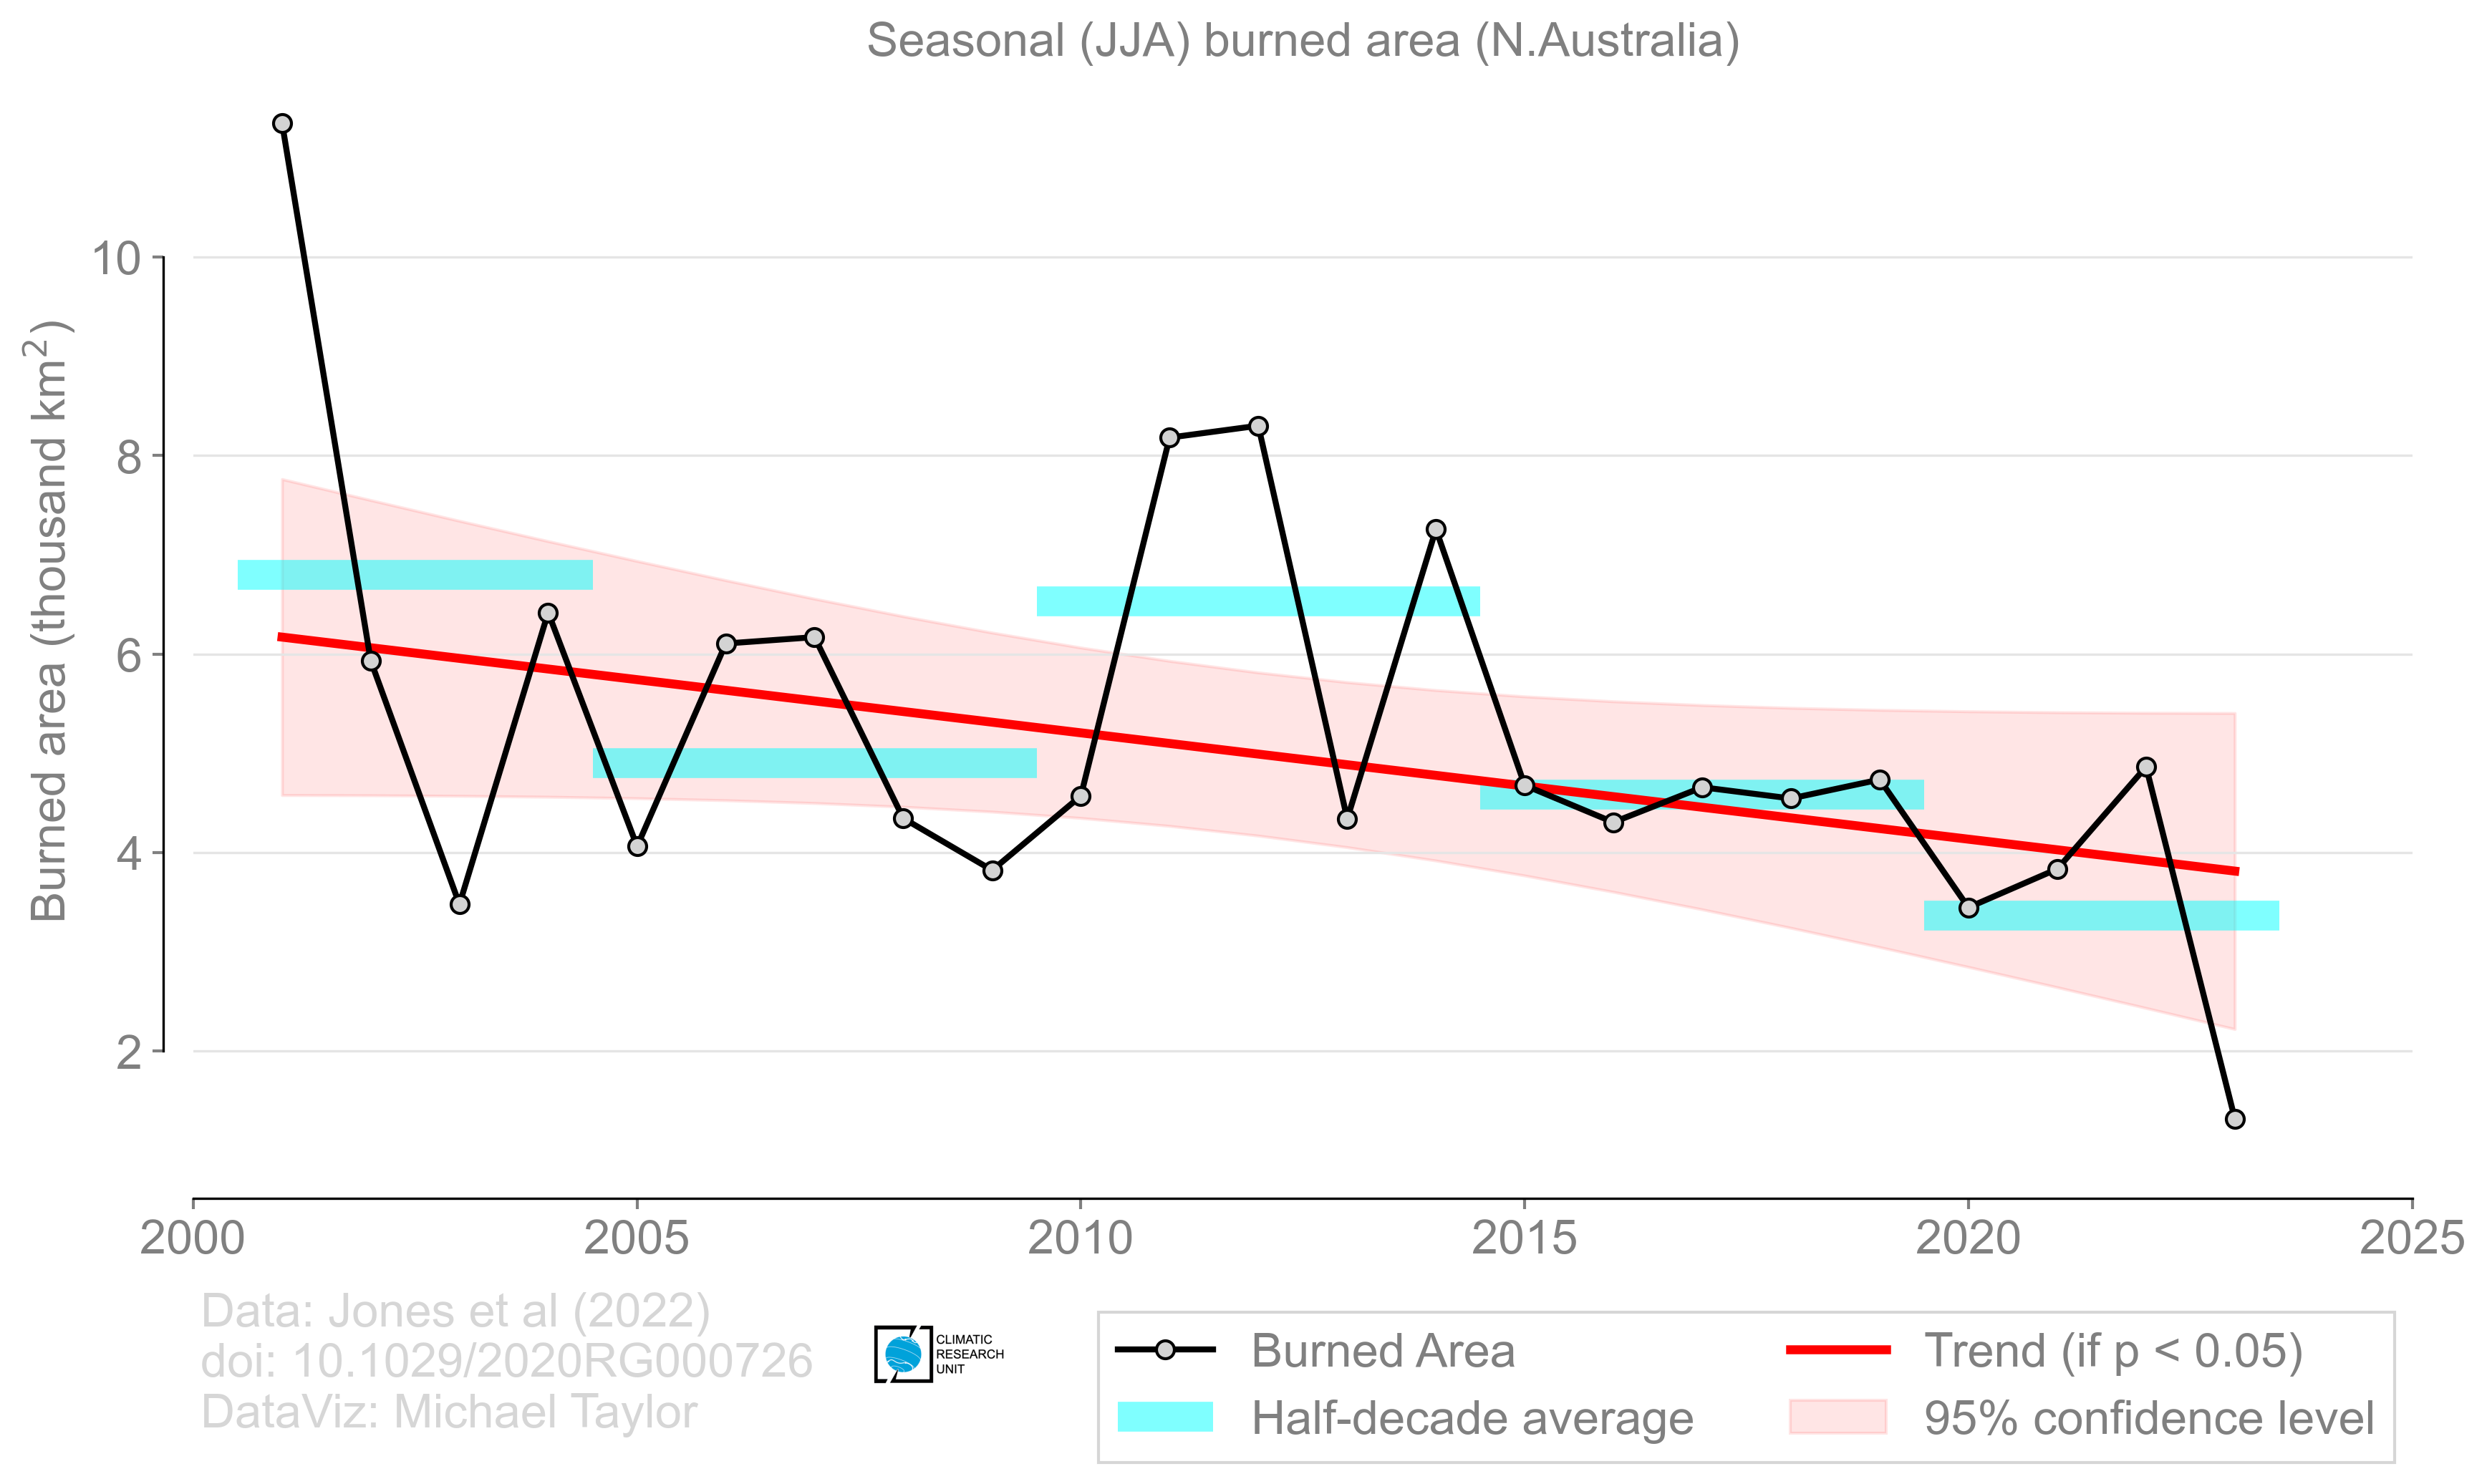 Seasonal (JJA) burned area (N.Australia)
Burned area (thousand km²)
10
8
6
4
2
2000
2005
2010
2015
2020
2025
Data: Jones et al (2022)
doi: 10.1029/2020RG000726
DataViz: Michael Taylor
CLIMATIC
RESEARCH
UNIT
Burned Area
Half-decade average
Trend (if p < 0.05)
95% confidence level